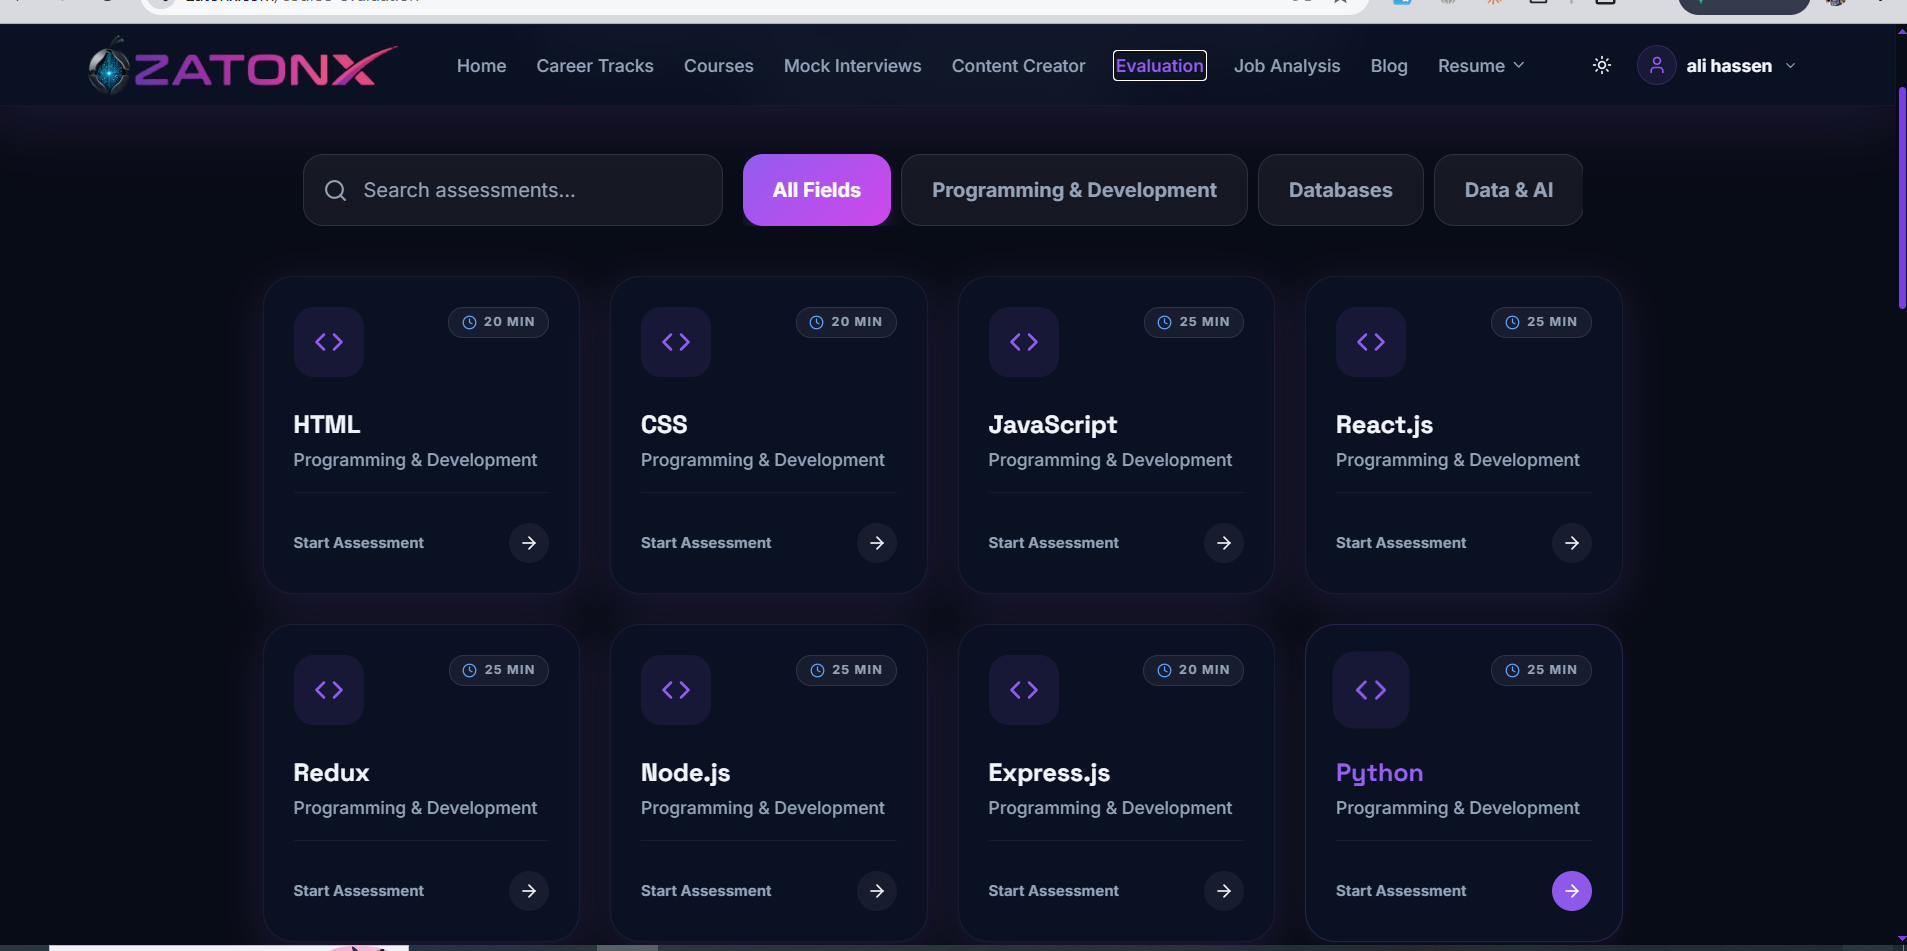 ZATONX
Home Career Tracks Courses Mock Interviews Content Creator Evaluation Job Analysis Blog Resume ali hassen
Search assessments...
All Fields Programming & Development Databases Data & AI
20 MIN 20 MIN 25 MIN 25 MIN
HTML CSS JavaScript React.js
Programming & Development Programming & Development Programming & Development Programming & Development
Start Assessment Start Assessment Start Assessment Start Assessment
25 MIN 25 MIN 20 MIN 25 MIN
Redux Node.js Express.js Python
Programming & Development Programming & Development Programming & Development Programming & Development
Start Assessment Start Assessment Start Assessment Start Assessment